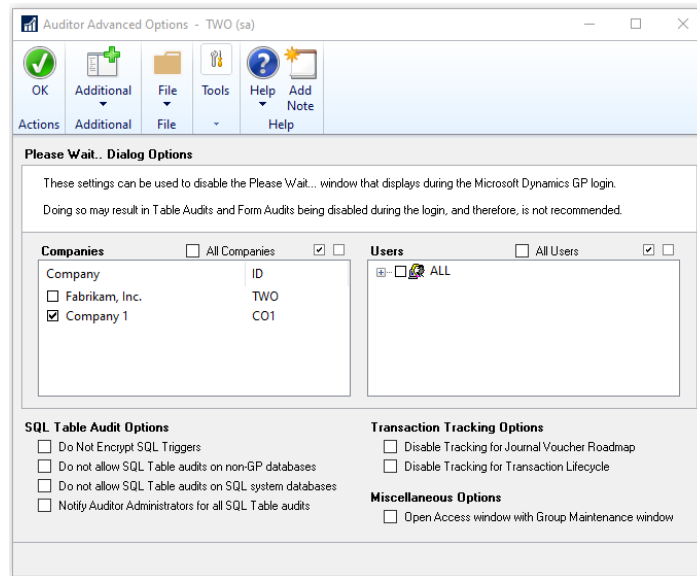 Auditor Advanced Options - TWO (sa)
OK
Additional
File
Tools
Help
Add Note
Actions
Additional
File
Help
Please Wait.. Dialog Options
These settings can be used to disable the Please Wait... window that displays during the Microsoft Dynamics GP login.
Doing so may result in Table Audits and Form Audits being disabled during the login, and therefore, is not recommended.
Companies
All Companies
Company ID
Fabrikam, Inc. TWO
Company 1 CO1
Users
All Users
ALL
SQL Table Audit Options
Do Not Encrypt SQL Triggers
Do not allow SQL Table audits on non-GP databases
Do not allow SQL Table audits on SQL system databases
Notify Auditor Administrators for all SQL Table audits
Transaction Tracking Options
Disable Tracking for Journal Voucher Roadmap
Disable Tracking for Transaction Lifecycle
Miscellaneous Options
Open Access window with Group Maintenance window